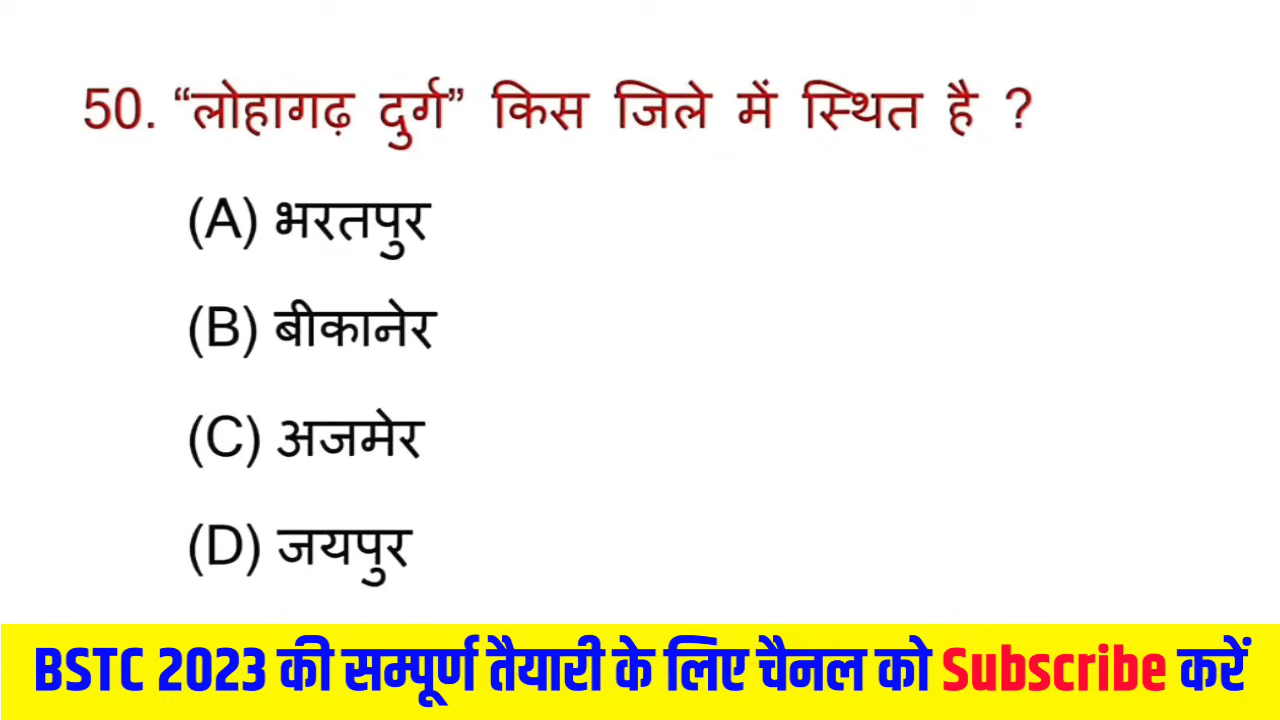 50. “लोहागढ़ दुर्ग” किस जिले में स्थित है ?
(A) भरतपुर
(B) बीकानेर
(C) अजमेर
(D) जयपुर
BSTC 2023 की सम्पूर्ण तैयारी के लिए चैनल को Subscribe करें